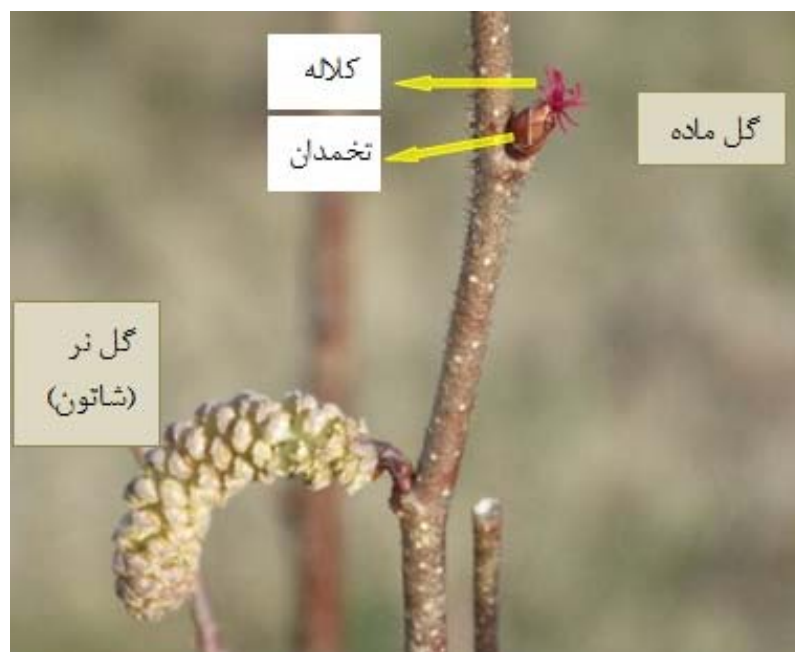 کلاله
تخمدان
گل ماده
گل نر
(شاتون)